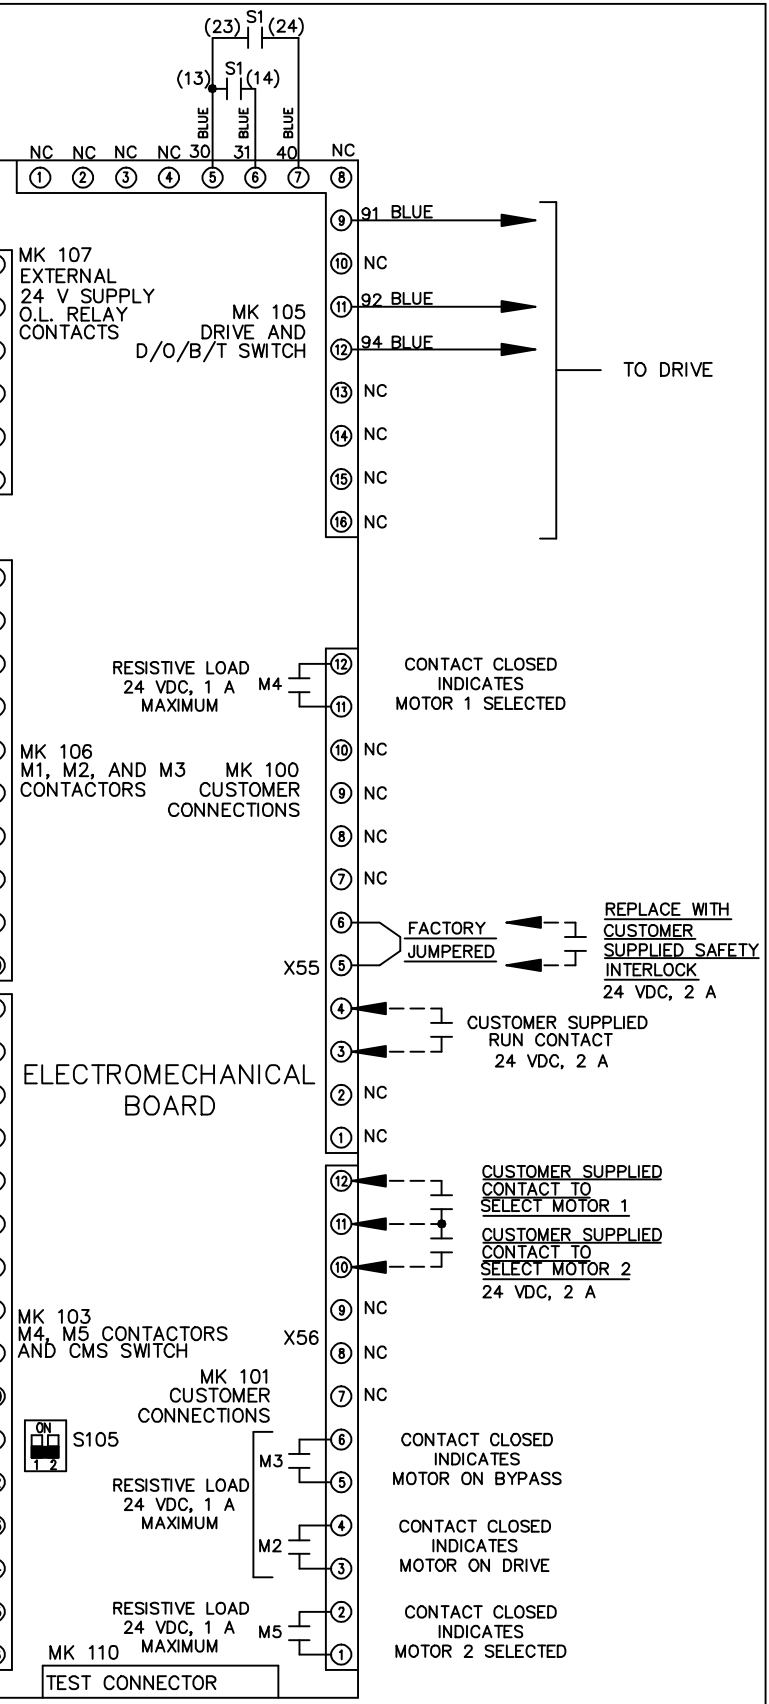 S1
(23) (24)
S1
(13) (14)
BLUE BLUE BLUE
NC NC NC NC 30 31 40 NC
1 2 3 4 5 6 7 8
9 91 BLUE
MK 107
EXTERNAL
24 V SUPPLY
O.L. RELAY
CONTACTS
10 NC
MK 105
DRIVE AND
D/O/B/T SWITCH
11 92 BLUE
12 94 BLUE
TO DRIVE
13 NC
14 NC
15 NC
16 NC
RESISTIVE LOAD
24 VDC, 1 A
MAXIMUM
M4
12
11
CONTACT CLOSED
INDICATES
MOTOR 1 SELECTED
10 NC
MK 106
M1, M2, AND M3
CONTACTORS
MK 100
CUSTOMER
CONNECTIONS
9 NC
8 NC
7 NC
6
FACTORY
JUMPERED
X55
5
REPLACE WITH
CUSTOMER
SUPPLIED SAFETY
INTERLOCK
24 VDC, 2 A
4
3
CUSTOMER SUPPLIED
RUN CONTACT
24 VDC, 2 A
ELECTROMECHANICAL
BOARD
2 NC
1 NC
12
11
10
CUSTOMER SUPPLIED
CONTACT TO
SELECT MOTOR 1
CUSTOMER SUPPLIED
CONTACT TO
SELECT MOTOR 2
24 VDC, 2 A
9 NC
MK 103
M4, M5 CONTACTORS
AND CMS SWITCH
X56
8 NC
7 NC
MK 101
CUSTOMER
CONNECTIONS
ON
1 2
S105
M3
6
5
CONTACT CLOSED
INDICATES
MOTOR ON BYPASS
RESISTIVE LOAD
24 VDC, 1 A
MAXIMUM
M2
4
3
CONTACT CLOSED
INDICATES
MOTOR ON DRIVE
RESISTIVE LOAD
24 VDC, 1 A
MAXIMUM
M5
2
1
CONTACT CLOSED
INDICATES
MOTOR 2 SELECTED
MK 110
TEST CONNECTOR